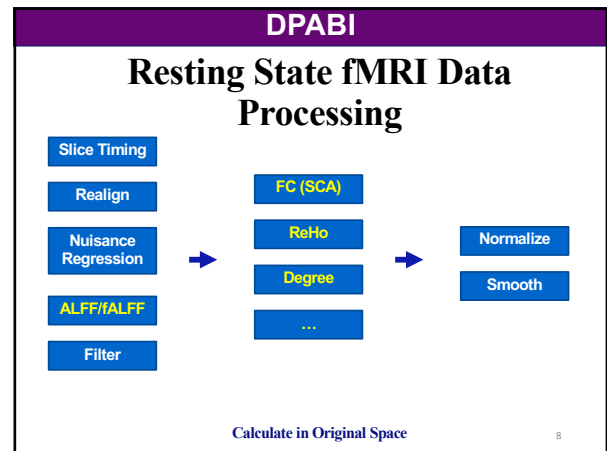 DPABI
Resting State fMRI Data
Processing
Slice Timing
Realign
Nuisance
Regression
ALFF/fALFF
Filter
FC (SCA)
ReHo
Degree
…
Normalize
Smooth
Calculate in Original Space
8